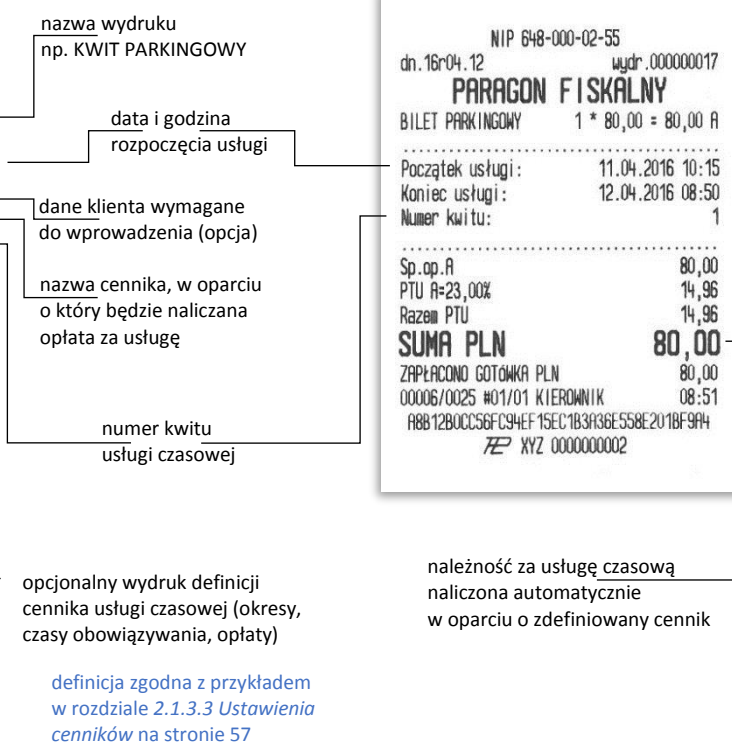 nazwa wydruku
np. KWIT PARKINGOWY
data i godzina
rozpoczęcia usługi
dane klienta wymagane
do wprowadzenia (opcja)
nazwa cennika, w oparciu
o który będzie naliczana
opłata za usługę
numer kwitu
usługi czasowej
NIP 648-000-02-55
dn.16r04.12 wydr.000000017
PARAGON FISKALNY
BILET PARKINGOWY 1 * 80,00 = 80,00 A
Początek usługi: 11.04.2016 10:15
Koniec usługi: 12.04.2016 08:50
Numer kwitu: 1
Sp.op.A 80,00
PTU A=23,00% 14,96
Razem PTU 14,96
SUMA PLN 80,00
ZAPŁACONO GOTÓWKA PLN 80,00
00006/0025 #01/01 KIEROWNIK 08:51
A8B12B0CC56FC94EF15EC1B3A36E558E201BF9A4
XYZ 0000000002
opcjonalny wydruk definicji
cennika usługi czasowej (okresy,
czasy obowiązywania, opłaty)
definicja zgodna z przykładem
w rozdziale 2.1.3.3 Ustawienia
cenników na stronie 57
należność za usługę czasową
naliczona automatycznie
w oparciu o zdefiniowany cennik